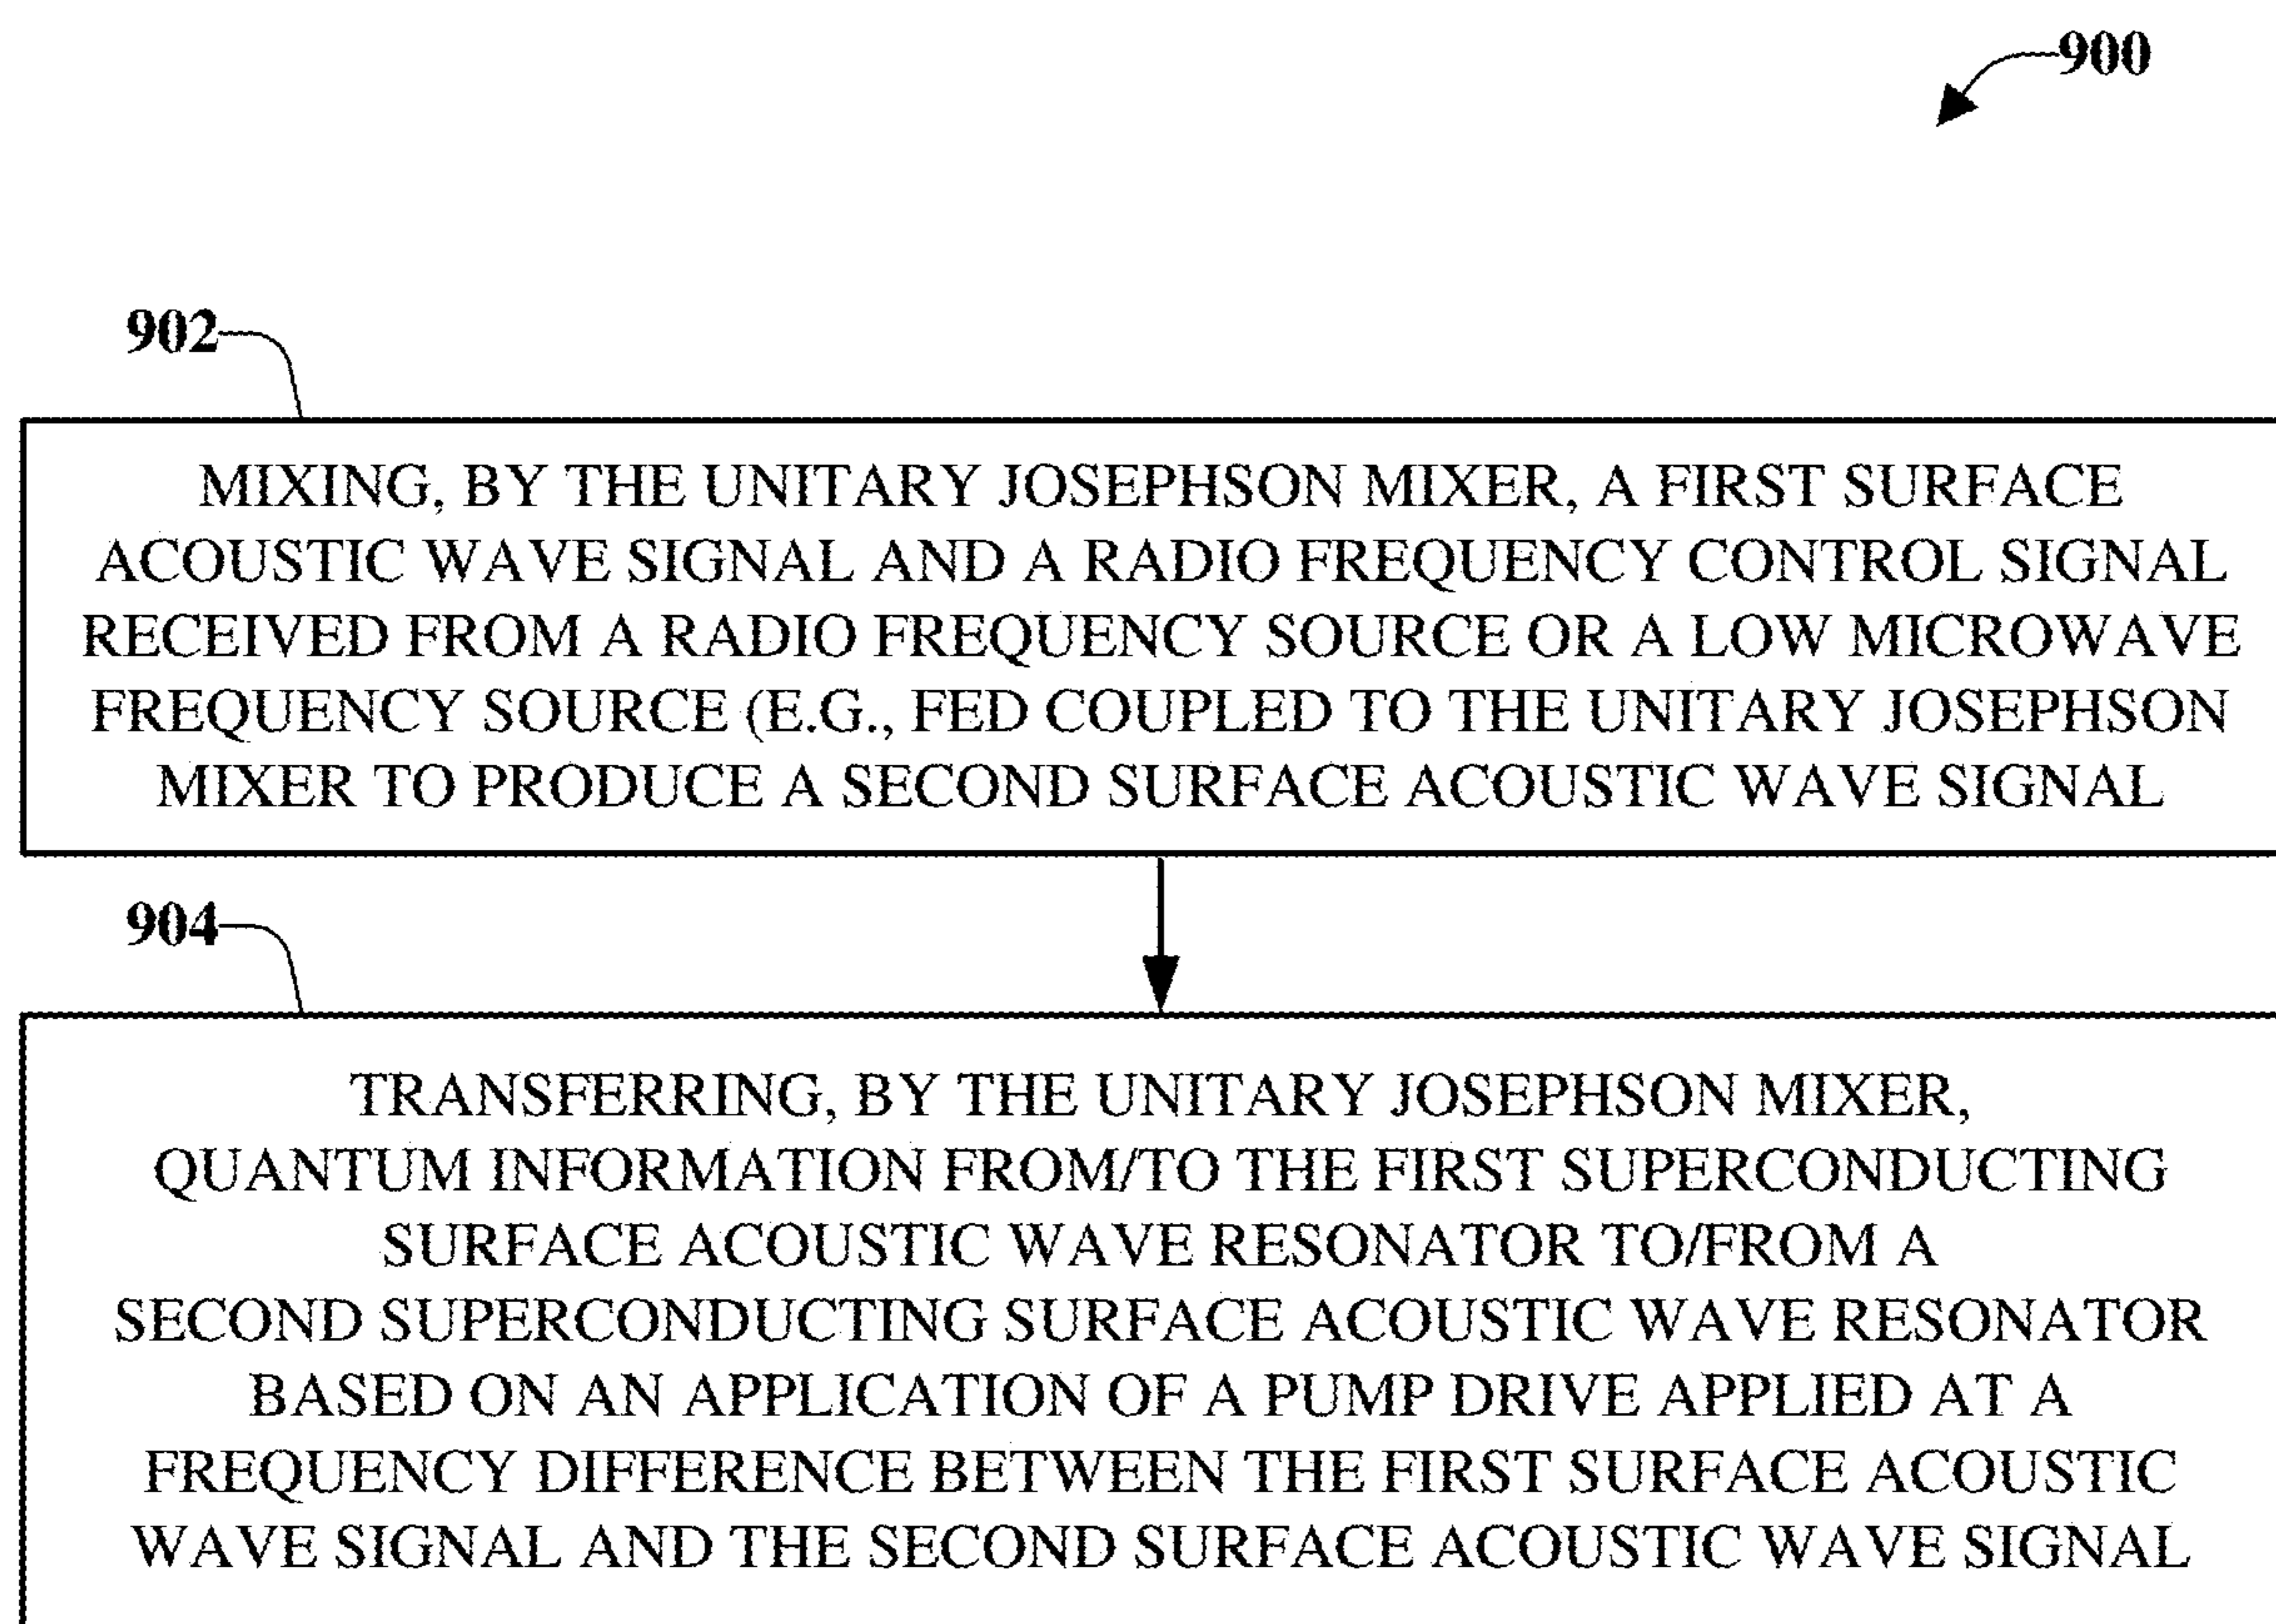 900
902
MIXING, BY THE UNITARY JOSEPHSON MIXER, A FIRST SURFACE
ACOUSTIC WAVE SIGNAL AND A RADIO FREQUENCY CONTROL SIGNAL
RECEIVED FROM A RADIO FREQUENCY SOURCE OR A LOW MICROWAVE
FREQUENCY SOURCE (E.G., FED COUPLED TO THE UNITARY JOSEPHSON
MIXER TO PRODUCE A SECOND SURFACE ACOUSTIC WAVE SIGNAL
904
TRANSFERRING, BY THE UNITARY JOSEPHSON MIXER,
QUANTUM INFORMATION FROM/TO THE FIRST SUPERCONDUCTING
SURFACE ACOUSTIC WAVE RESONATOR TO/FROM A
SECOND SUPERCONDUCTING SURFACE ACOUSTIC WAVE RESONATOR
BASED ON AN APPLICATION OF A PUMP DRIVE APPLIED AT A
FREQUENCY DIFFERENCE BETWEEN THE FIRST SURFACE ACOUSTIC
WAVE SIGNAL AND THE SECOND SURFACE ACOUSTIC WAVE SIGNAL